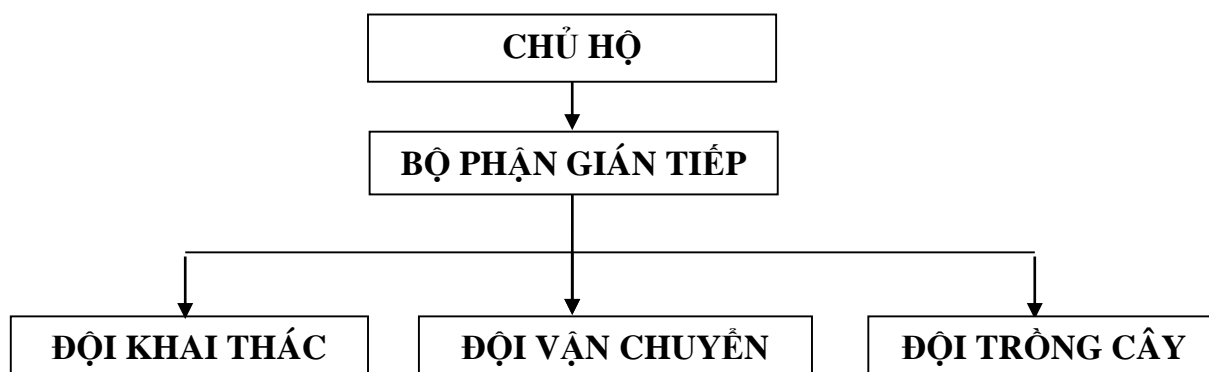 CHỦ HỘ
BỘ PHẬN GIÁN TIẾP
ĐỘI KHAI THÁC
ĐỘI VẬN CHUYỂN
ĐỘI TRỒNG CÂY